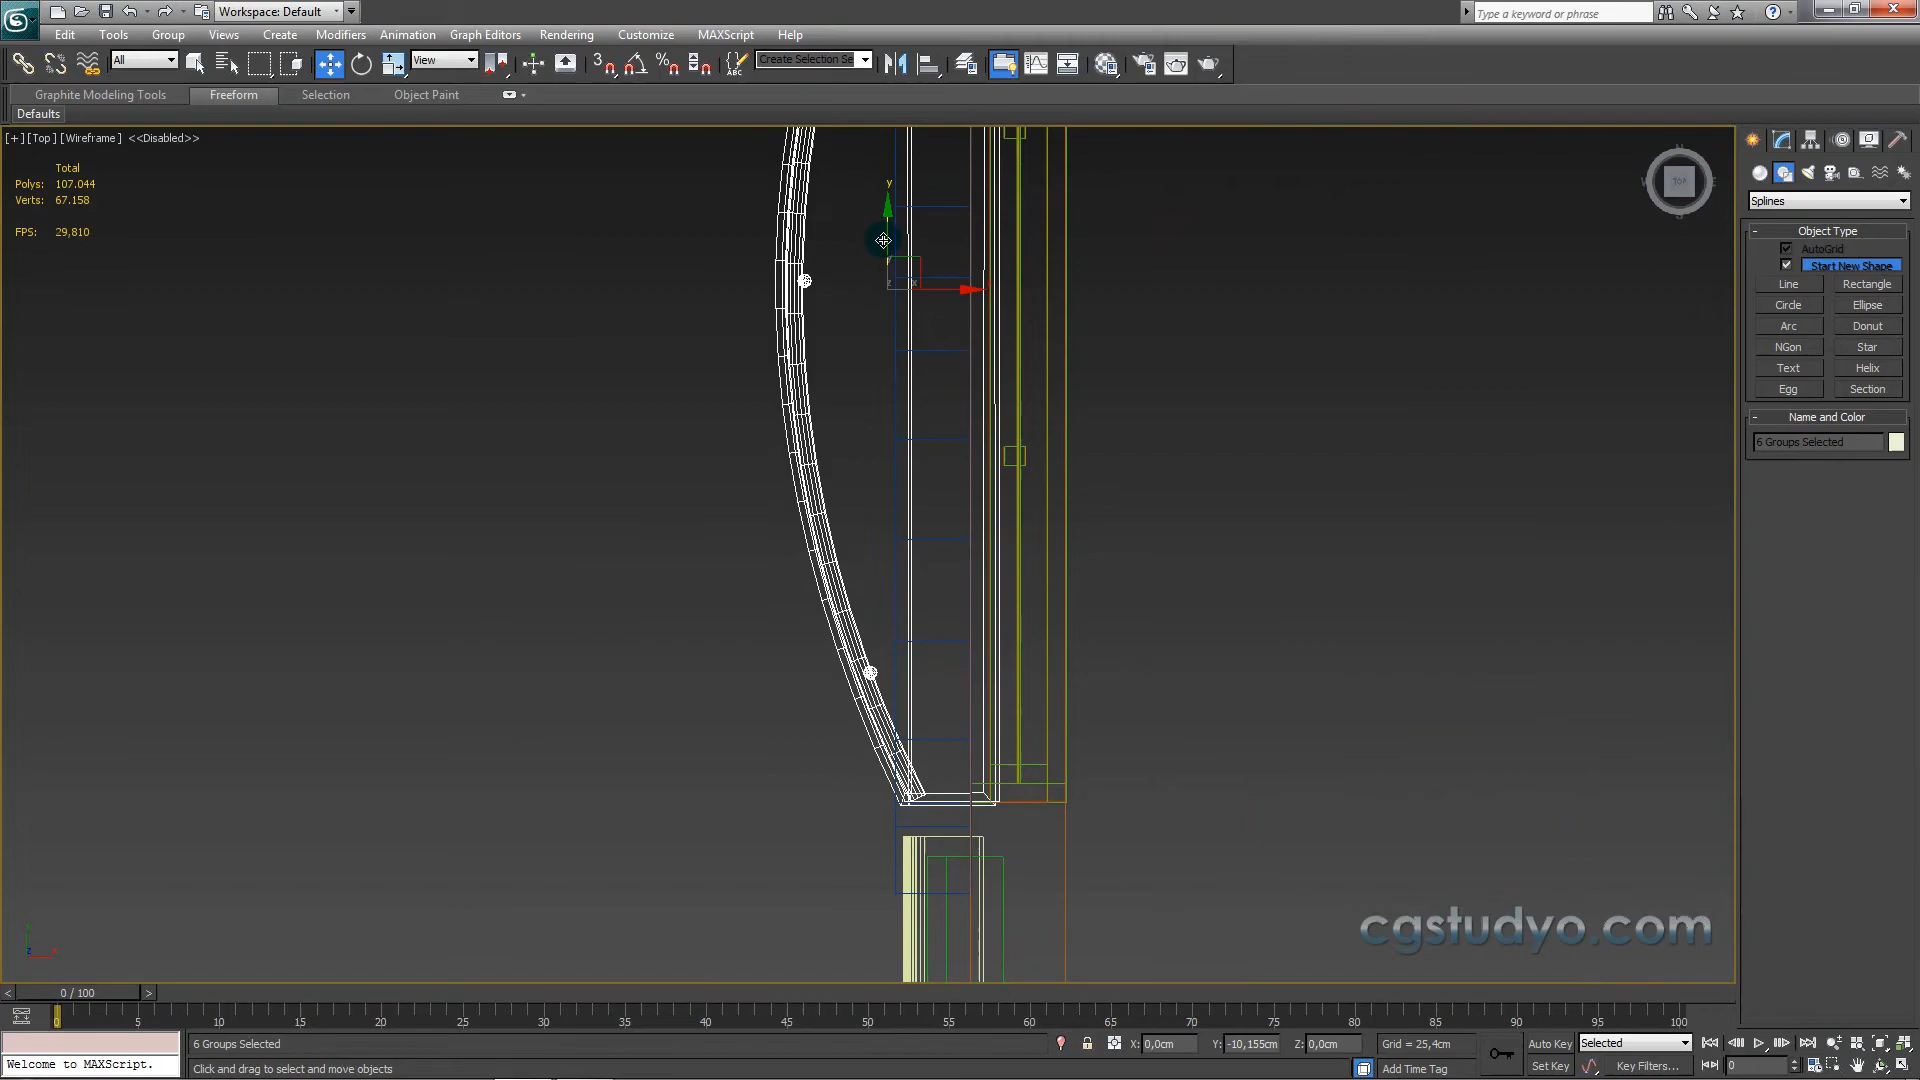 Workspace: Default
Type a keyword or phrase
Edit Tools Group Views Create Modifiers Animation Graph Editors Rendering Customize MAXScript Help
All View 3 % ABC Create Selection Se
Graphite Modeling Tools Freeform Selection Object Paint
Defaults
[+] [Top] [Wireframe] <<Disabled>>
Total
Polys: 107.044
Verts: 67.158
FPS: 29,810
y
z x
TOP
Splines
- Object Type
AutoGrid
Start New Shape
Line Rectangle
Circle Ellipse
Arc Donut
NGon Star
Text Helix
Egg Section
- Name and Color
6 Groups Selected
cgstudyo.com
< 0 / 100 >
0 5 10 15 20 25 30 35 40 45 50 55 60 65 70 75 80 85 90 95 100
6 Groups Selected X: 0,0cm Y: -10,155cm Z: 0,0cm Grid = 25,4cm Auto Key Selected
Welcome to MAXScript. Click and drag to select and move objects Add Time Tag Set Key Key Filters... 0